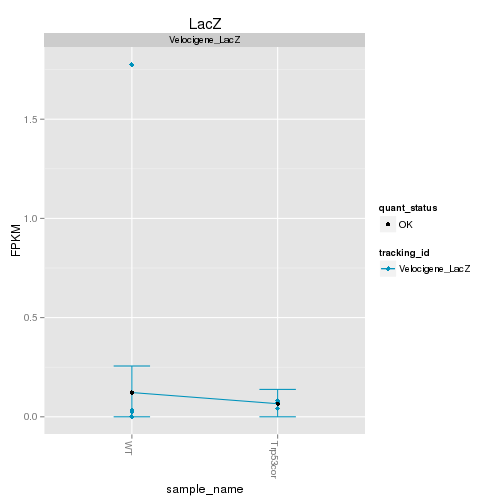 LacZ
Velocigene_LacZ
FPKM
1.5
1.0
0.5
0.0
WT
Trp53cor
sample_name
quant_status
OK
tracking_id
Velocigene_LacZ